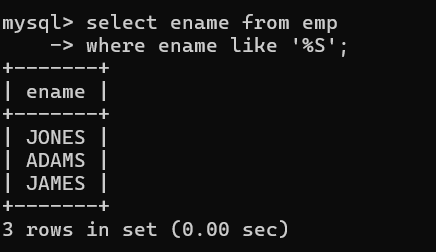 mysql> select ename from emp
    -> where ename like '%S';
+-------+
| ename |
+-------+
| JONES |
| ADAMS |
| JAMES |
+-------+
3 rows in set (0.00 sec)